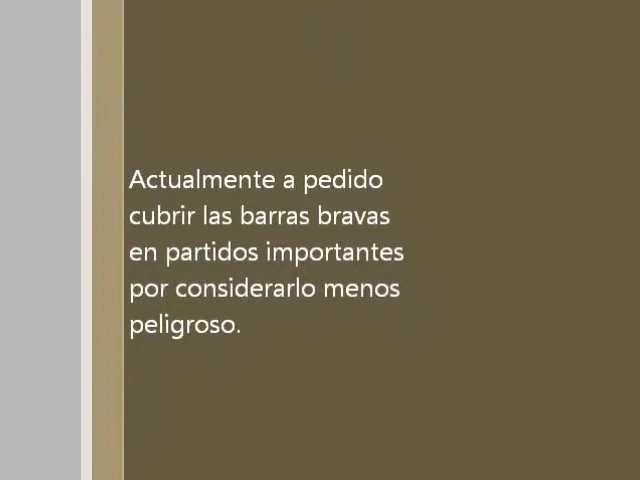 Actualmente a pedido
cubrir las barras bravas
en partidos importantes
por considerarlo menos
peligroso.